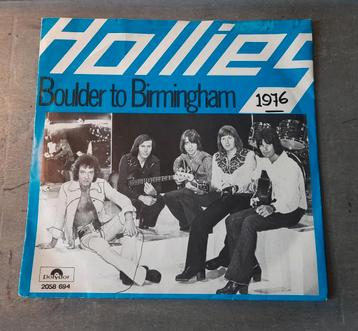 Hollies
Boulder to Birmingham
1976
Polydor
2058 694